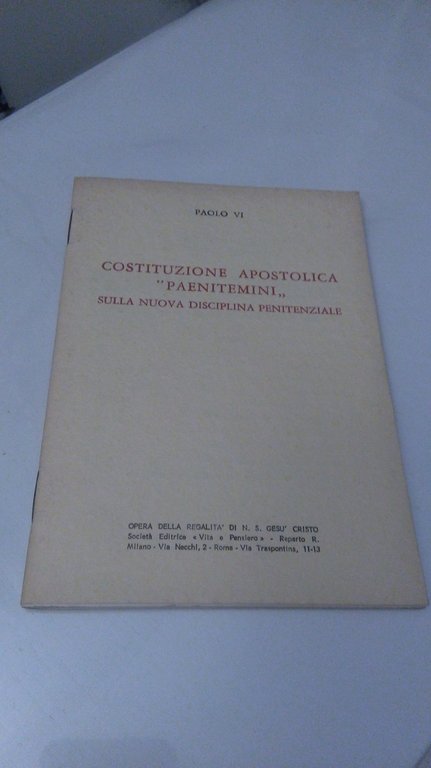 PAOLO VI
COSTITUZIONE APOSTOLICA
"PAENITEMINI„
SULLA NUOVA DISCIPLINA PENITENZIALE
OPERA DELLA REGALITA' DI N. S. GESU' CRISTO
Società Editrice « Vita e Pensiero » - Reparto R.
Milano - Via Necchi, 2 - Roma - Via Traspontina, 11-13